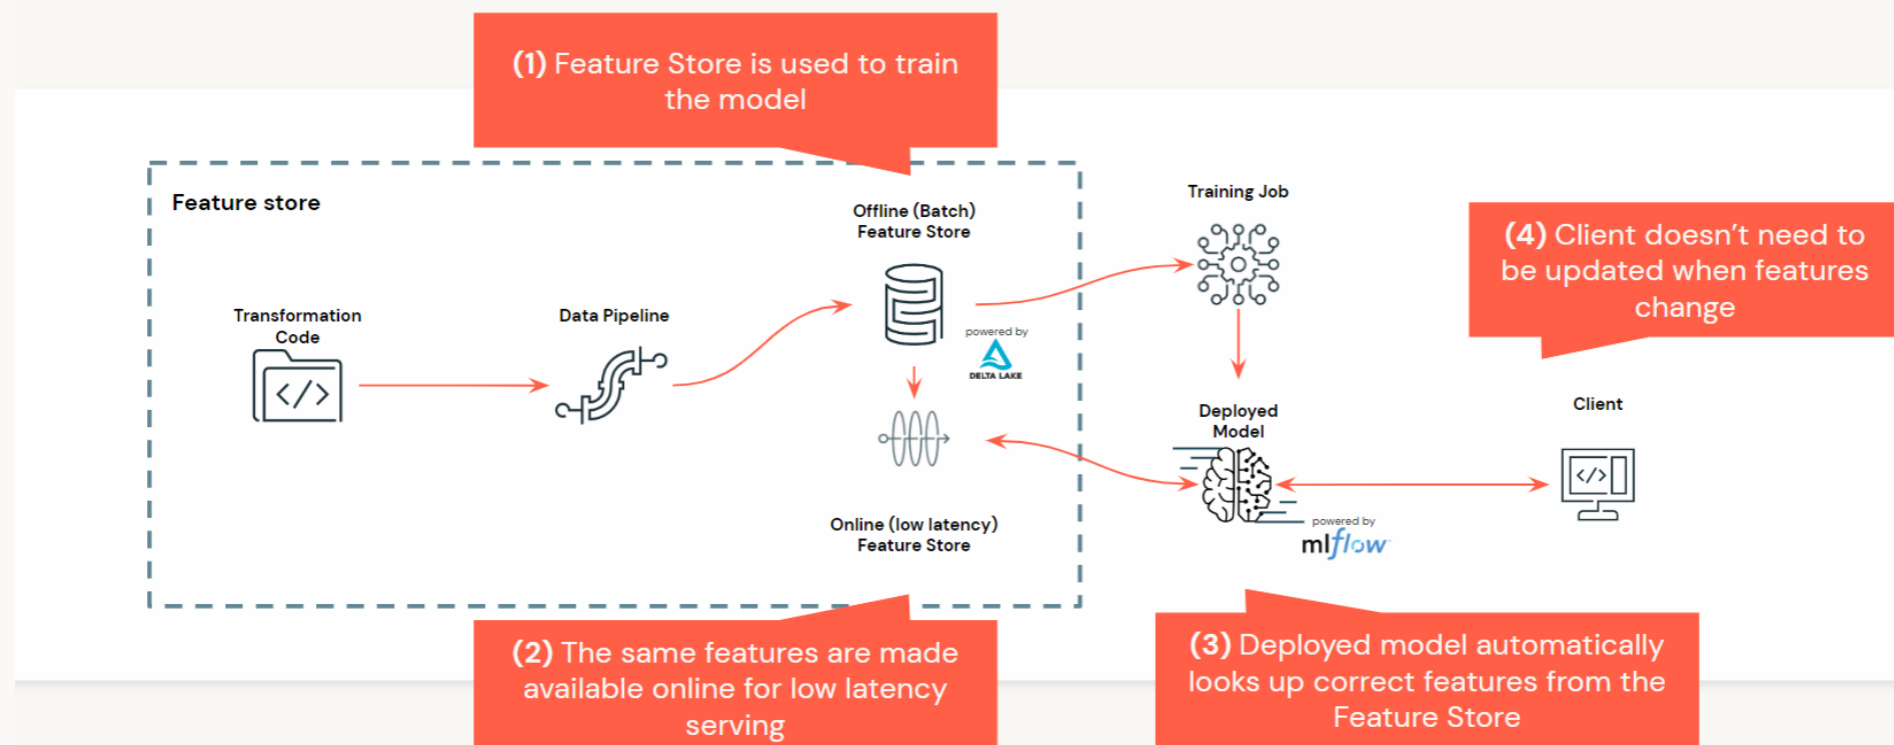 (1) Feature Store is used to train
the model
Feature store
Offline (Batch)
Feature Store
Training Job
(4) Client doesn't need to
be updated when features
change
Transformation
Code
</>
Data Pipeline
powered by
DELTA LAKE
Deployed
Model
Client
</>
powered by
mlflow
Online (low latency)
Feature Store
(2) The same features are made
available online for low latency
serving
(3) Deployed model automatically
looks up correct features from the
Feature Store